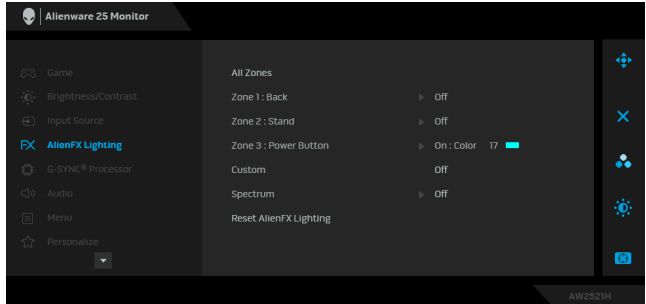 Alienware 25 Monitor
Game
All Zones
Brightness/Contrast
Zone 1 : Back Off
Input Source
Zone 2 : Stand Off
AlienFX Lighting
Zone 3 : Power Button On : Color 17
G-SYNC® Processor
Custom Off
Audio
Spectrum Off
Menu
Reset AlienFX Lighting
Personalize
AW2521H